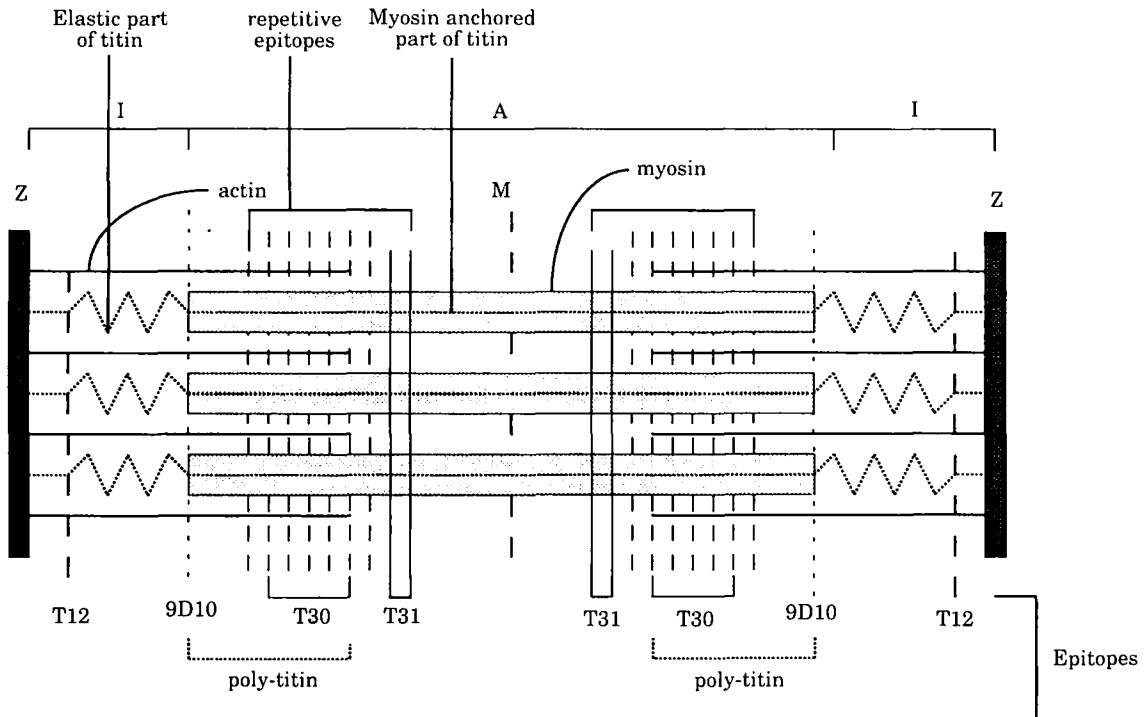 Elastic part
of titin
repetitive
epitopes
Myosin anchored
part of titin
I
A
I
Z
actin
M
myosin
Z
T12
9D10
T30
T31
T31
T30
9D10
T12
poly-titin
poly-titin
Epitopes